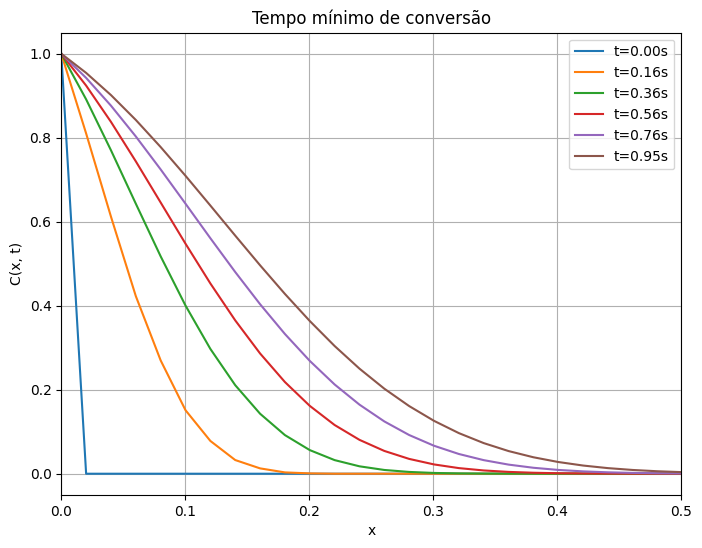 Tempo mínimo de conversão
t=0.00s
t=0.16s
t=0.36s
t=0.56s
t=0.76s
t=0.95s
C(x, t)
1.0
0.8
0.6
0.4
0.2
0.0
0.0 0.1 0.2 0.3 0.4 0.5
x